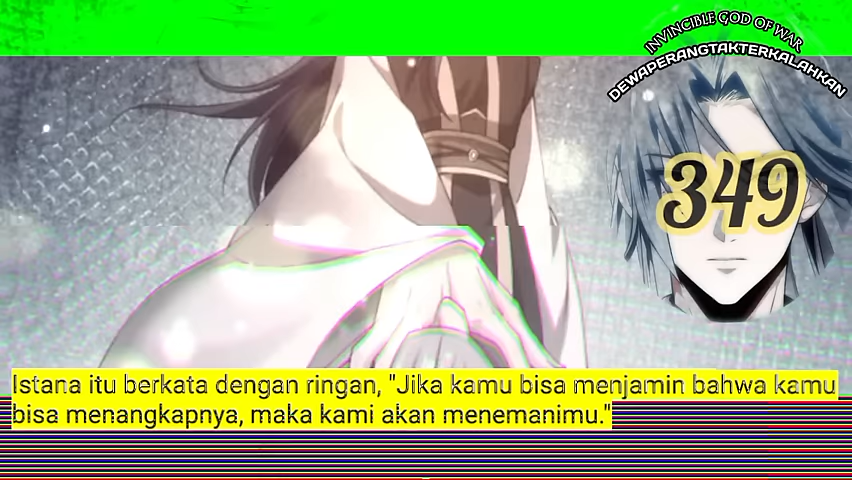 INVINCIBLE GOD OF WAR
DEWAPERANGTAKTERKALAHKAN
349
Istana itu berkata dengan ringan, "Jika kamu bisa menjamin bahwa kamu
bisa menangkapnya, maka kami akan menemanimu."